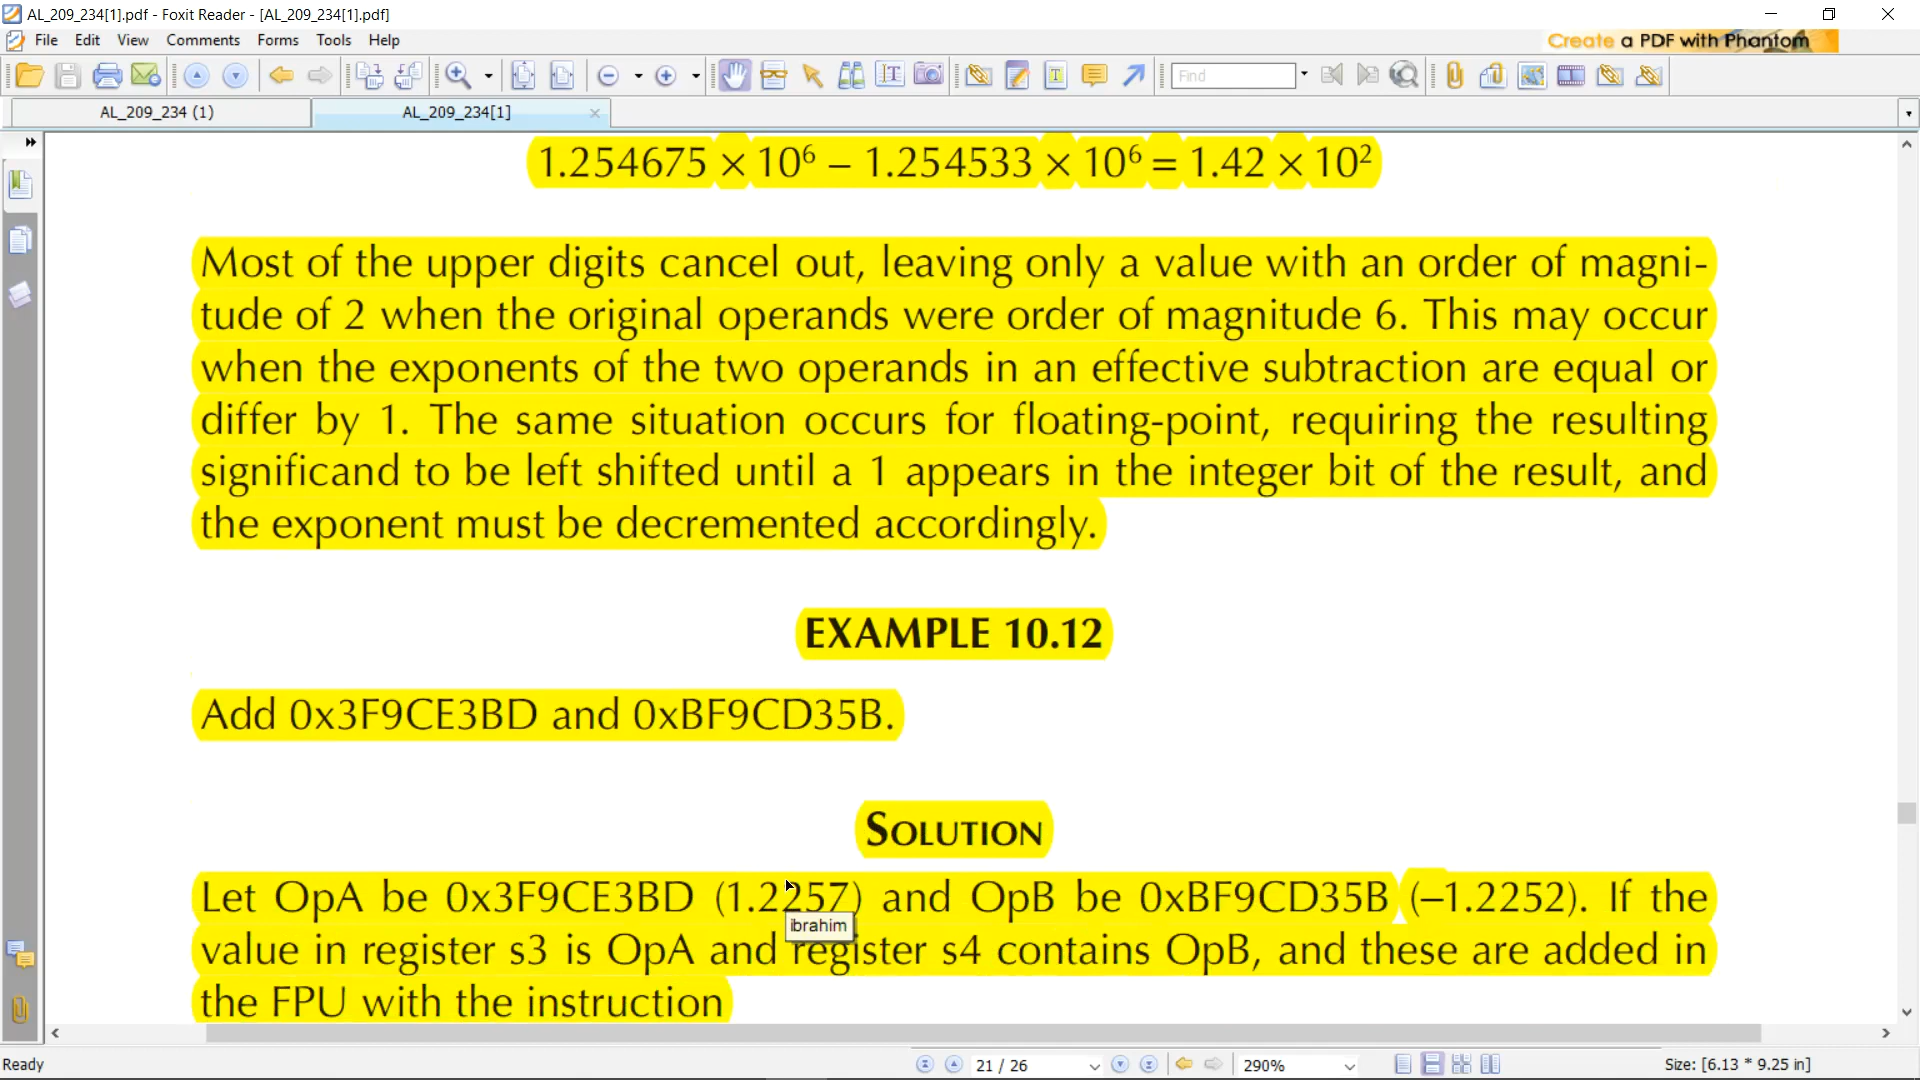 AL_209_234[1].pdf - Foxit Reader - [AL_209_234[1].pdf]
File Edit View Comments Forms Tools Help
Create a PDF with Phantom
Find
AL_209_234 (1)
AL_209_234[1]
1.254675 × 10⁶ – 1.254533 × 10⁶ = 1.42 × 10²
Most of the upper digits cancel out, leaving only a value with an order of magni-
tude of 2 when the original operands were order of magnitude 6. This may occur
when the exponents of the two operands in an effective subtraction are equal or
differ by 1. The same situation occurs for floating-point, requiring the resulting
significand to be left shifted until a 1 appears in the integer bit of the result, and
the exponent must be decremented accordingly.
EXAMPLE 10.12
Add 0x3F9CE3BD and 0xBF9CD35B.
SOLUTION
Let OpA be 0x3F9CE3BD (1.2257) and OpB be 0xBF9CD35B (–1.2252). If the
ibrahim
value in register s3 is OpA and register s4 contains OpB, and these are added in
the FPU with the instruction
Ready
21 / 26
290%
Size: [6.13 * 9.25 in]